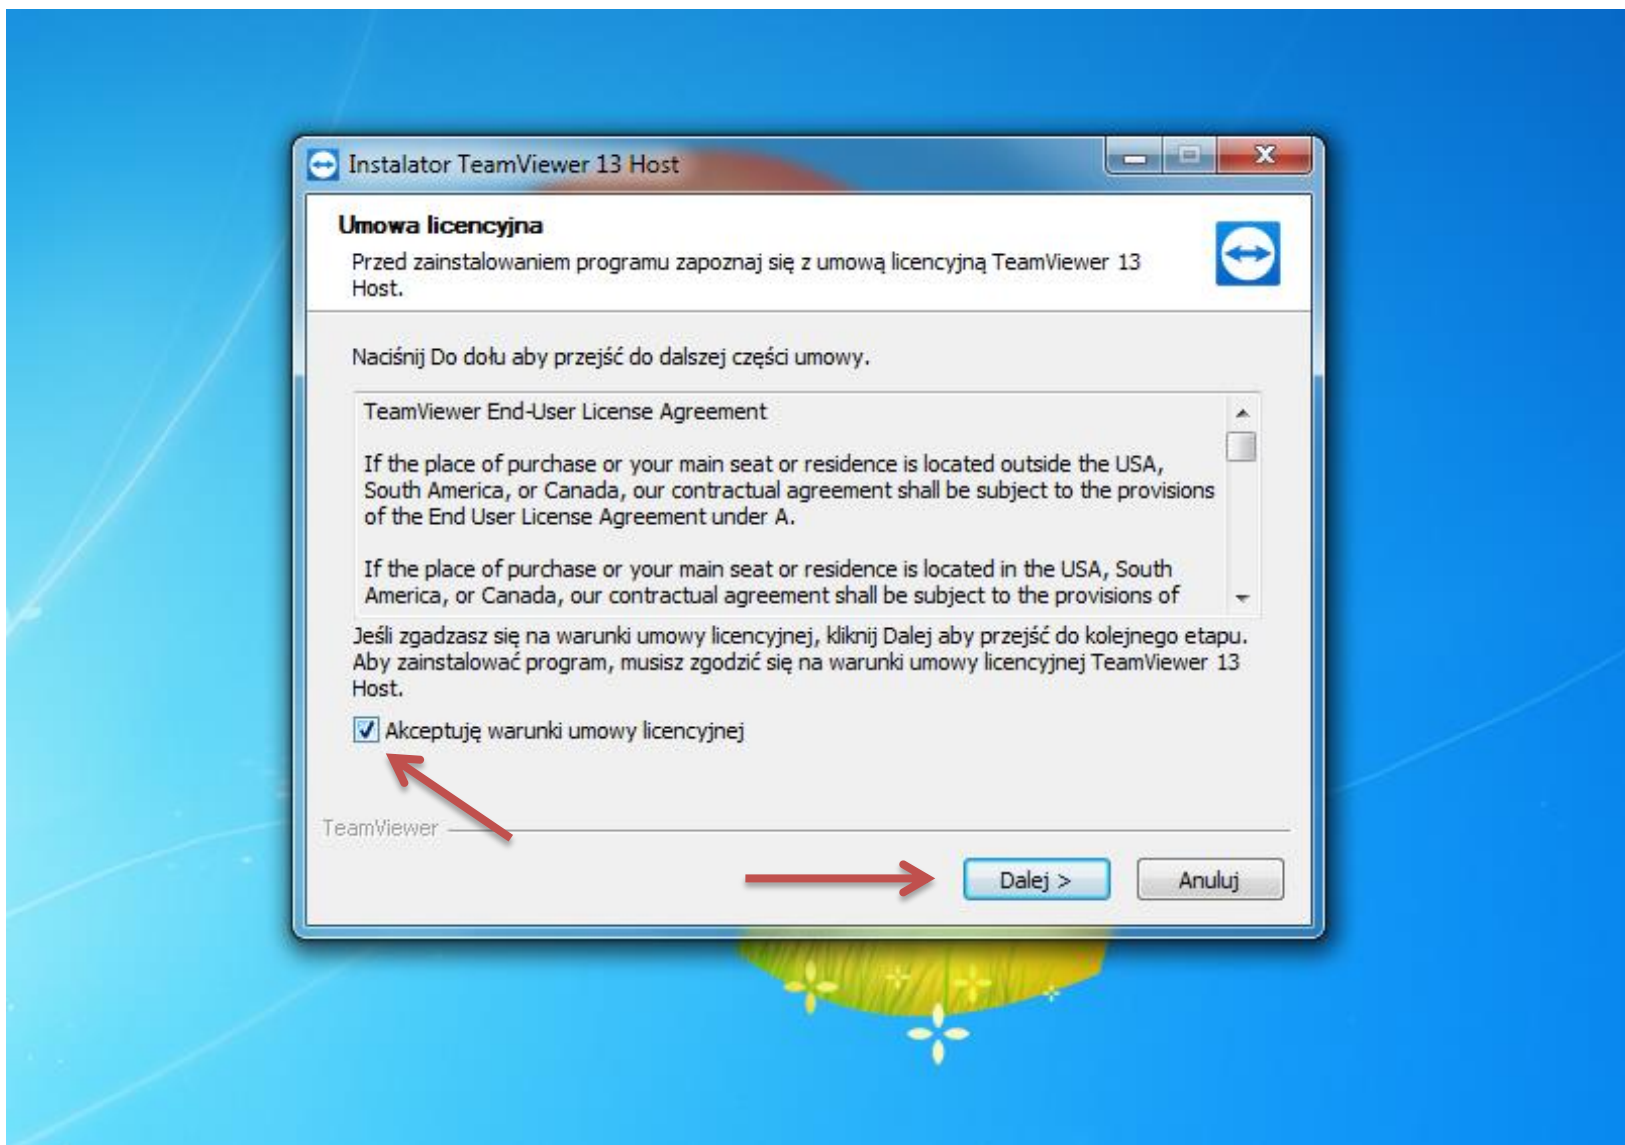 Instalator TeamViewer 13 Host
Umowa licencyjna
Przed zainstalowaniem programu zapoznaj się z umową licencyjną TeamViewer 13
Host.
Naciśnij Do dołu aby przejść do dalszej części umowy.
TeamViewer End-User License Agreement
If the place of purchase or your main seat or residence is located outside the USA,
South America, or Canada, our contractual agreement shall be subject to the provisions
of the End User License Agreement under A.
If the place of purchase or your main seat or residence is located in the USA, South
America, or Canada, our contractual agreement shall be subject to the provisions of
Jeśli zgadzasz się na warunki umowy licencyjnej, kliknij Dalej aby przejść do kolejnego etapu.
Aby zainstalować program, musisz zgodzić się na warunki umowy licencyjnej TeamViewer 13
Host.
Akceptuję warunki umowy licencyjnej
TeamViewer
Dalej >
Anuluj